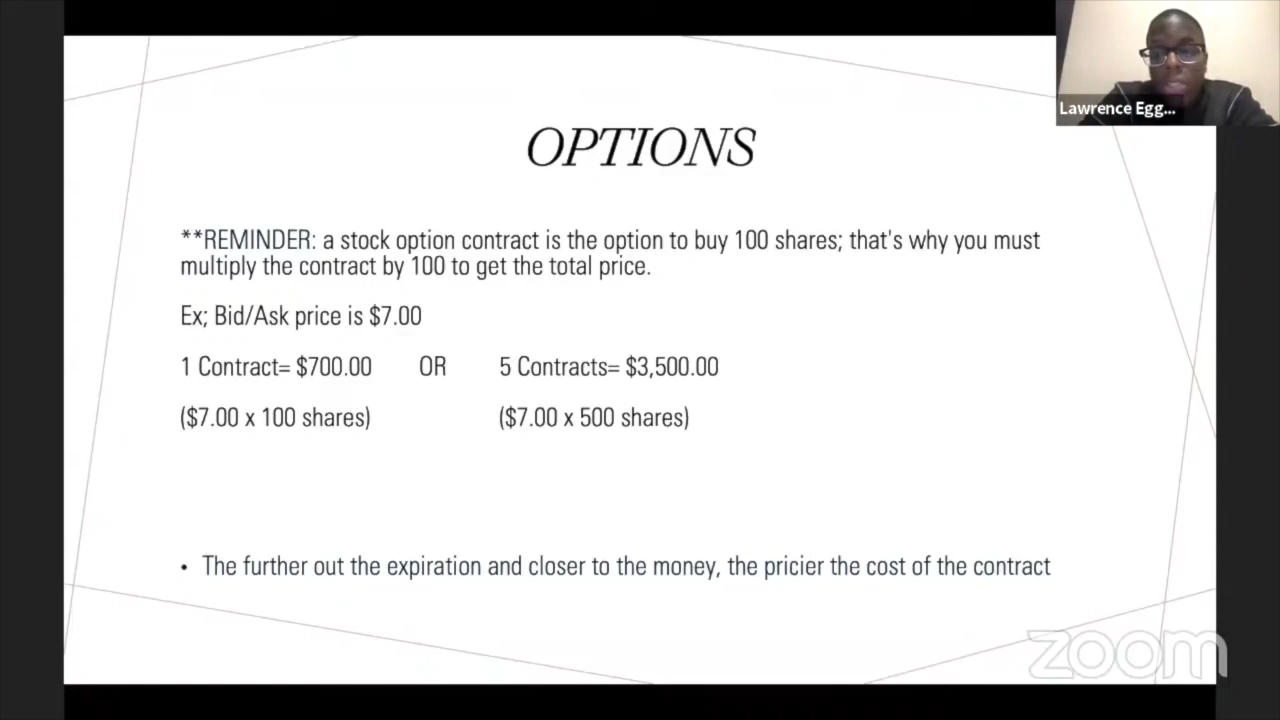 Lawrence Egg...
OPTIONS
**REMINDER: a stock option contract is the option to buy 100 shares; that's why you must
multiply the contract by 100 to get the total price.
Ex; Bid/Ask price is $7.00
1 Contract= $700.00 OR 5 Contracts= $3,500.00
($7.00 x 100 shares) ($7.00 x 500 shares)
• The further out the expiration and closer to the money, the pricier the cost of the contract
zoom